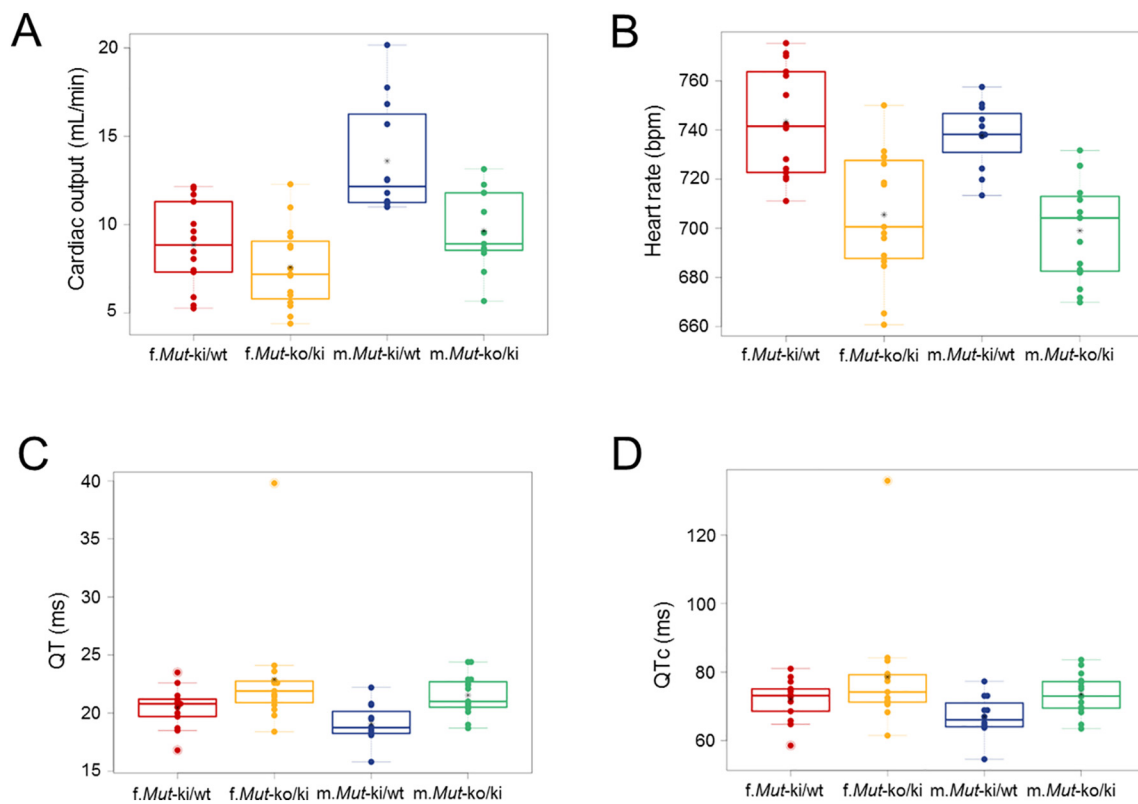 A
Cardiac output (mL/min)
20
15
10
5
f.Mut-ki/wt f.Mut-ko/ki m.Mut-ki/wt m.Mut-ko/ki
B
Heart rate (bpm)
760
740
720
700
680
660
f.Mut-ki/wt f.Mut-ko/ki m.Mut-ki/wt m.Mut-ko/ki
C
QT (ms)
40
35
30
25
20
15
f.Mut-ki/wt f.Mut-ko/ki m.Mut-ki/wt m.Mut-ko/ki
D
QTc (ms)
120
100
80
60
f.Mut-ki/wt f.Mut-ko/ki m.Mut-ki/wt m.Mut-ko/ki